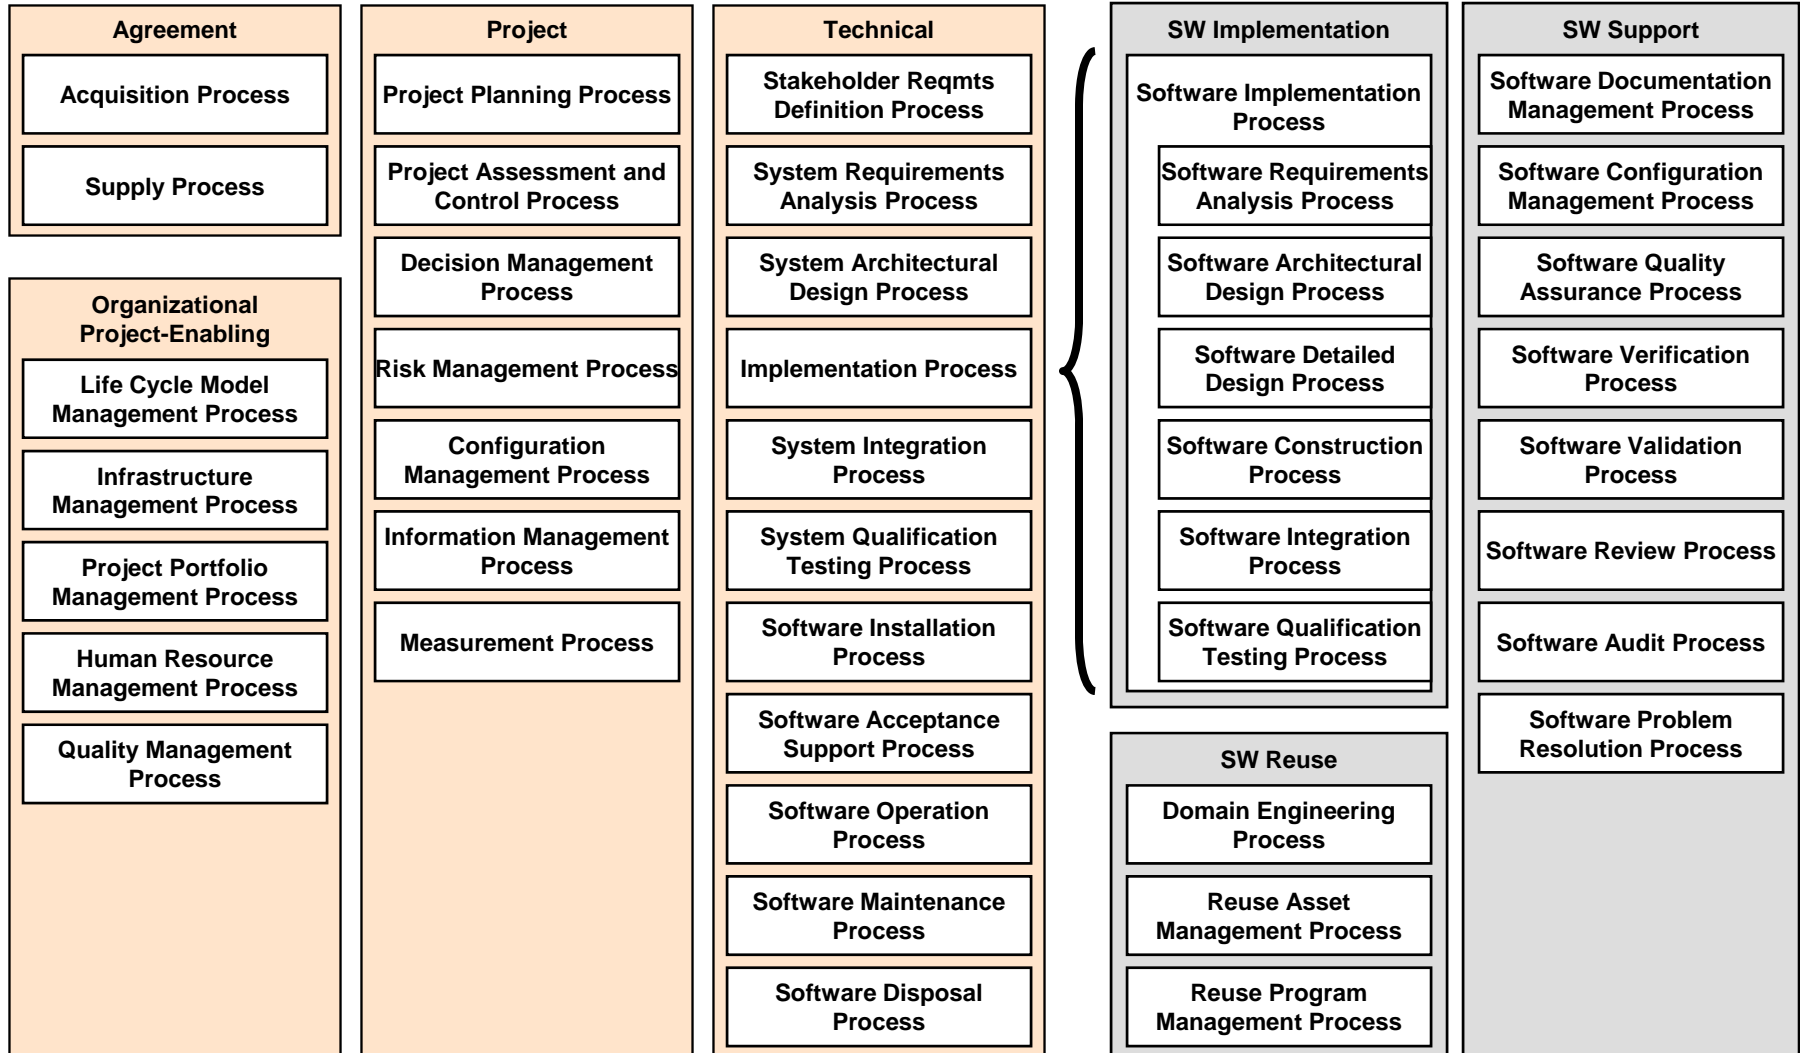 Agreement
Acquisition Process
Supply Process
Organizational
Project-Enabling
Life Cycle Model
Management Process
Infrastructure
Management Process
Project Portfolio
Management Process
Human Resource
Management Process
Quality Management
Process
Project
Project Planning Process
Project Assessment and
Control Process
Decision Management
Process
Risk Management Process
Configuration
Management Process
Information Management
Process
Measurement Process
Technical
Stakeholder Reqmts
Definition Process
System Requirements
Analysis Process
System Architectural
Design Process
Implementation Process
System Integration
Process
System Qualification
Testing Process
Software Installation
Process
Software Acceptance
Support Process
Software Operation
Process
Software Maintenance
Process
Software Disposal
Process
SW Implementation
Software Implementation
Process
Software Requirements
Analysis Process
Software Architectural
Design Process
Software Detailed
Design Process
Software Construction
Process
Software Integration
Process
Software Qualification
Testing Process
SW Reuse
Domain Engineering
Process
Reuse Asset
Management Process
Reuse Program
Management Process
SW Support
Software Documentation
Management Process
Software Configuration
Management Process
Software Quality
Assurance Process
Software Verification
Process
Software Validation
Process
Software Review Process
Software Audit Process
Software Problem
Resolution Process